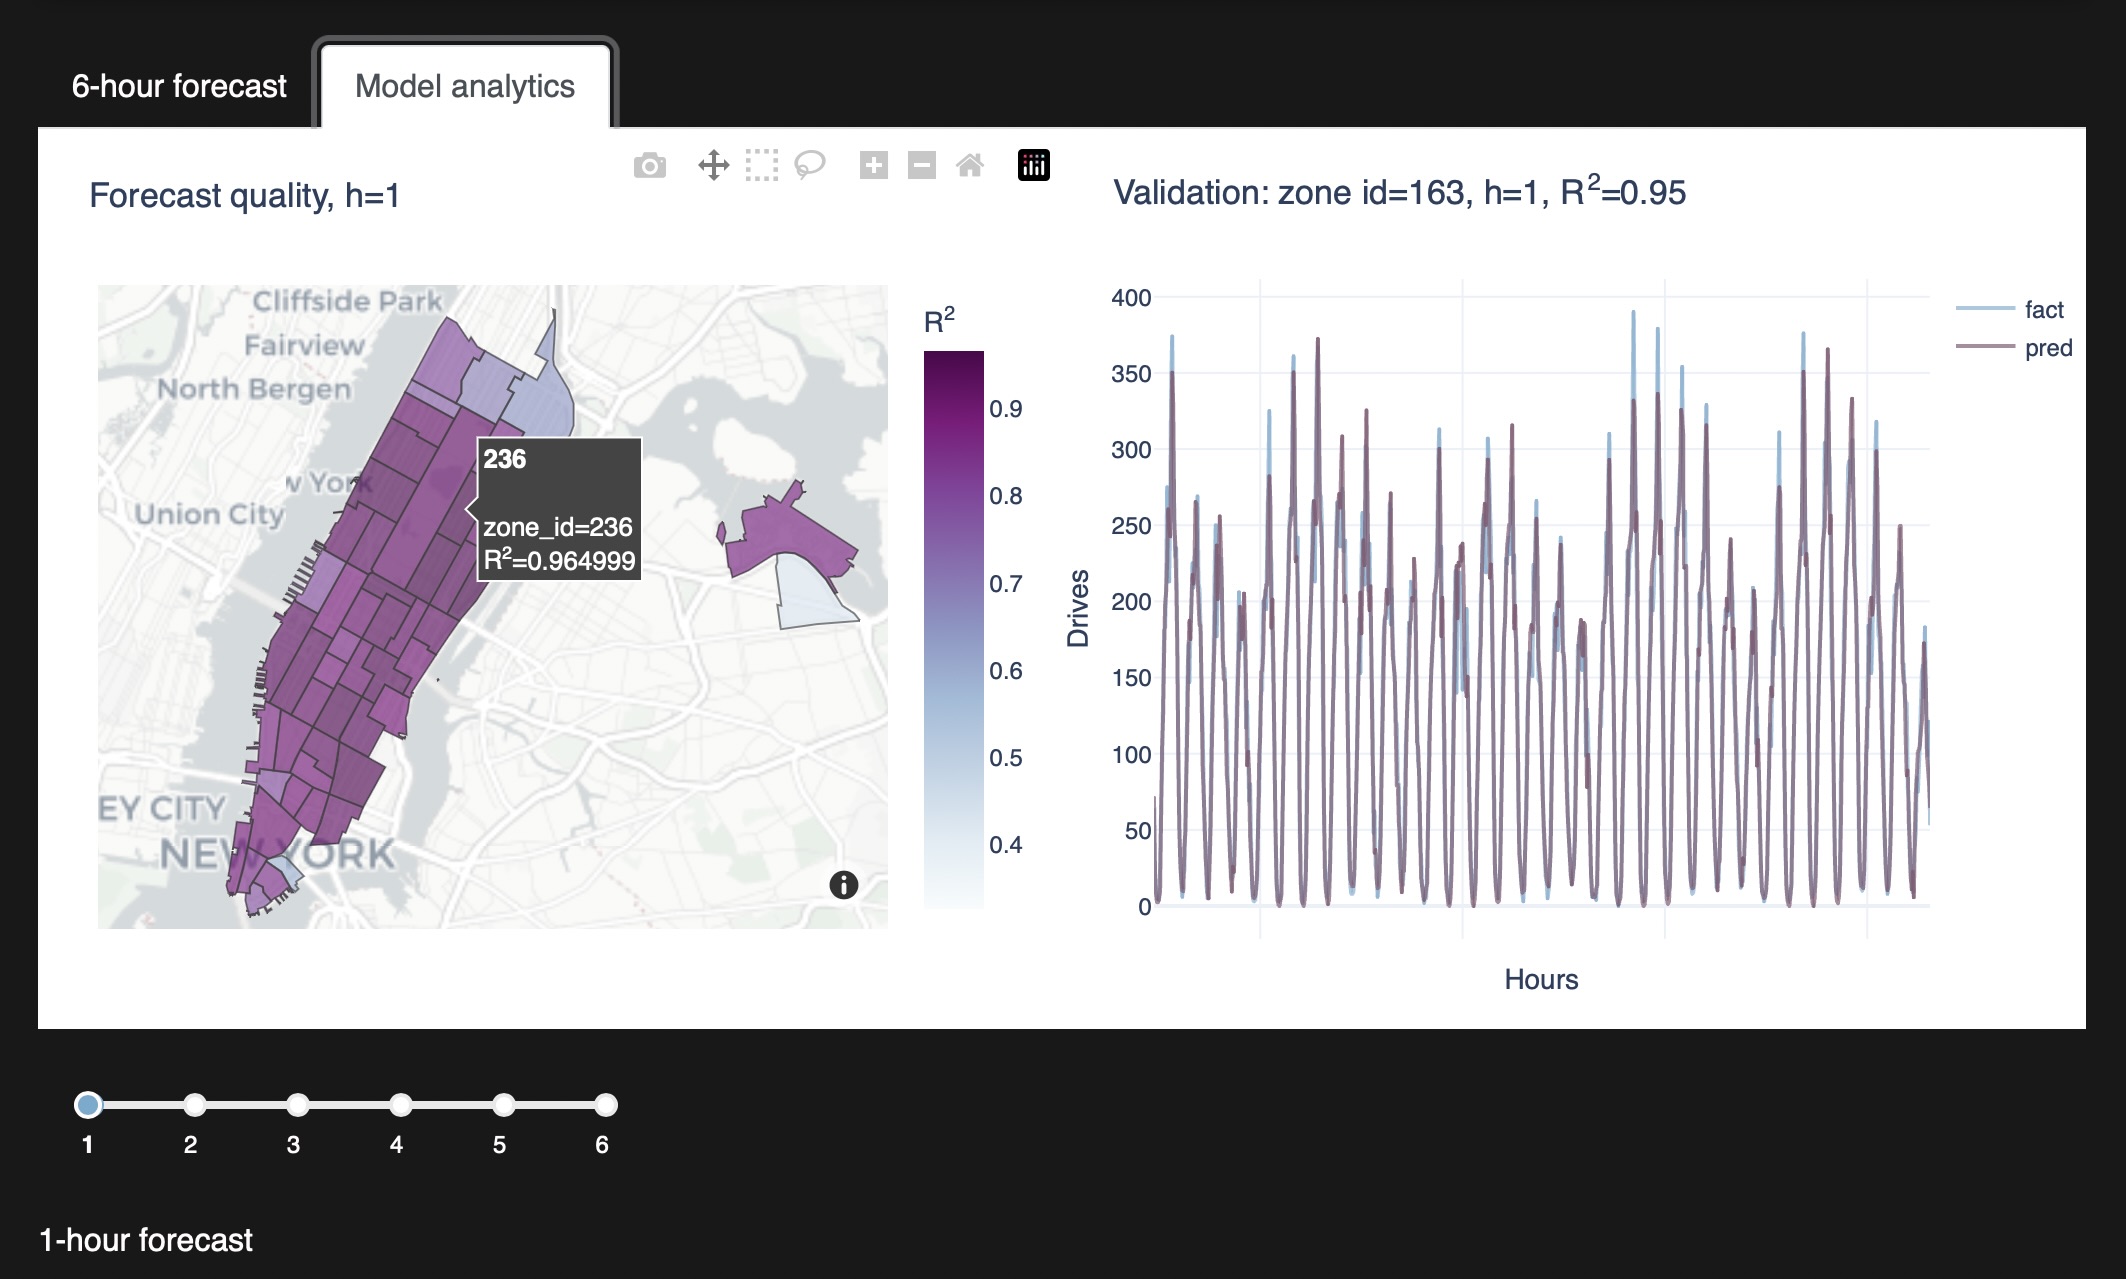 6-hour forecast
Model analytics
Forecast quality, h=1
Validation: zone id=163, h=1, R²=0.95
Cliffside Park
Fairview
North Bergen
w York
Union City
EY CITY
NEW YORK
236
zone_id=236
R²=0.964999
R²
0.9
0.8
0.7
0.6
0.5
0.4
Drives
400
350
300
250
200
150
100
50
0
Hours
fact
pred
1
2
3
4
5
6
1-hour forecast